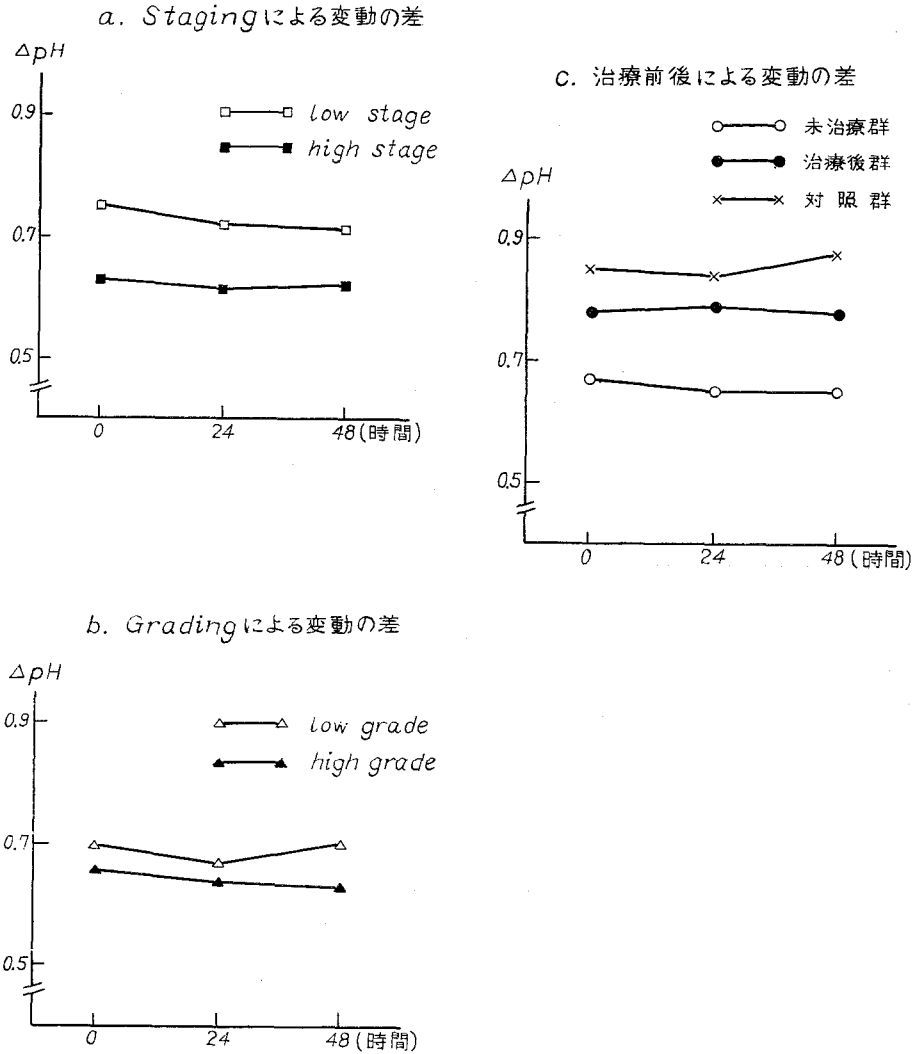 a. Stagingによる変動の差
△pH
0.9
0.7
0.5
□—□ low stage
■—■ high stage
0 24 48(時間)
c. 治療前後による変動の差
△pH
0.9
0.7
0.5
○—○ 未治療群
●—● 治療後群
×—× 対照群
0 24 48(時間)
b. Gradingによる変動の差
△pH
0.9
0.7
0.5
△—△ low grade
▲—▲ high grade
0 24 48(時間)